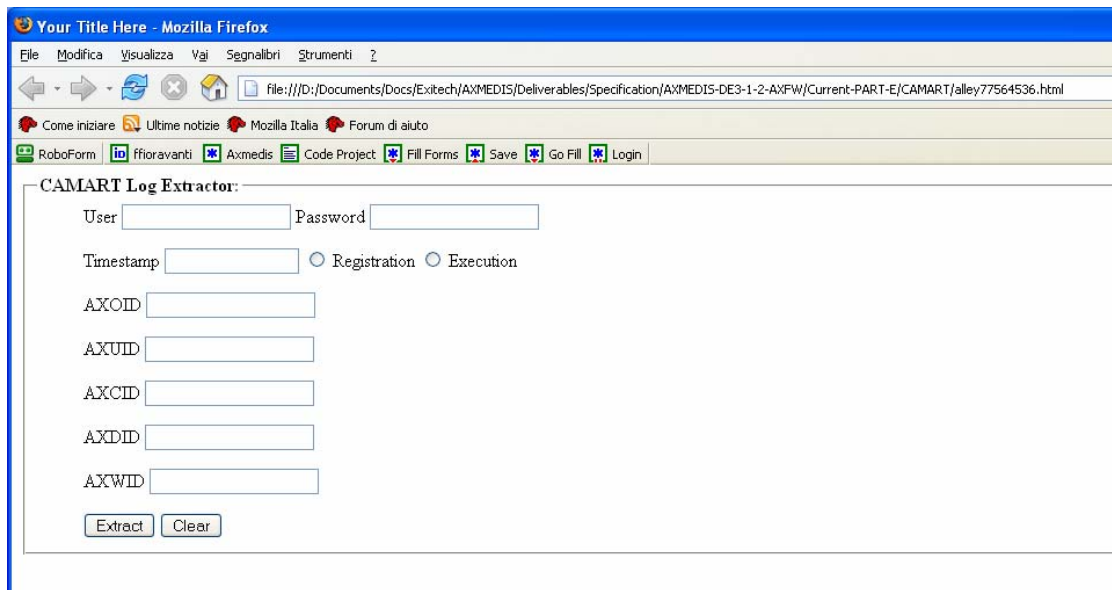 Your Title Here - Mozilla Firefox
File Modifica Visualizza Vai Segnalibri Strumenti ?
file:///D:/Documents/Docs/Exitech/AXMEDIS/Deliverables/Specification/AXMEDIS-DE3-1-2-AXFW/Current-PART-E/CAMART/alley77564536.html
Come iniziare Ultime notizie Mozilla Italia Forum di aiuto
RoboForm ffioravanti Axmedis Code Project Fill Forms Save Go Fill Login
CAMART Log Extractor:
User Password
Timestamp Registration Execution
AXOID
AXUID
AXCID
AXDID
AXWID
Extract Clear